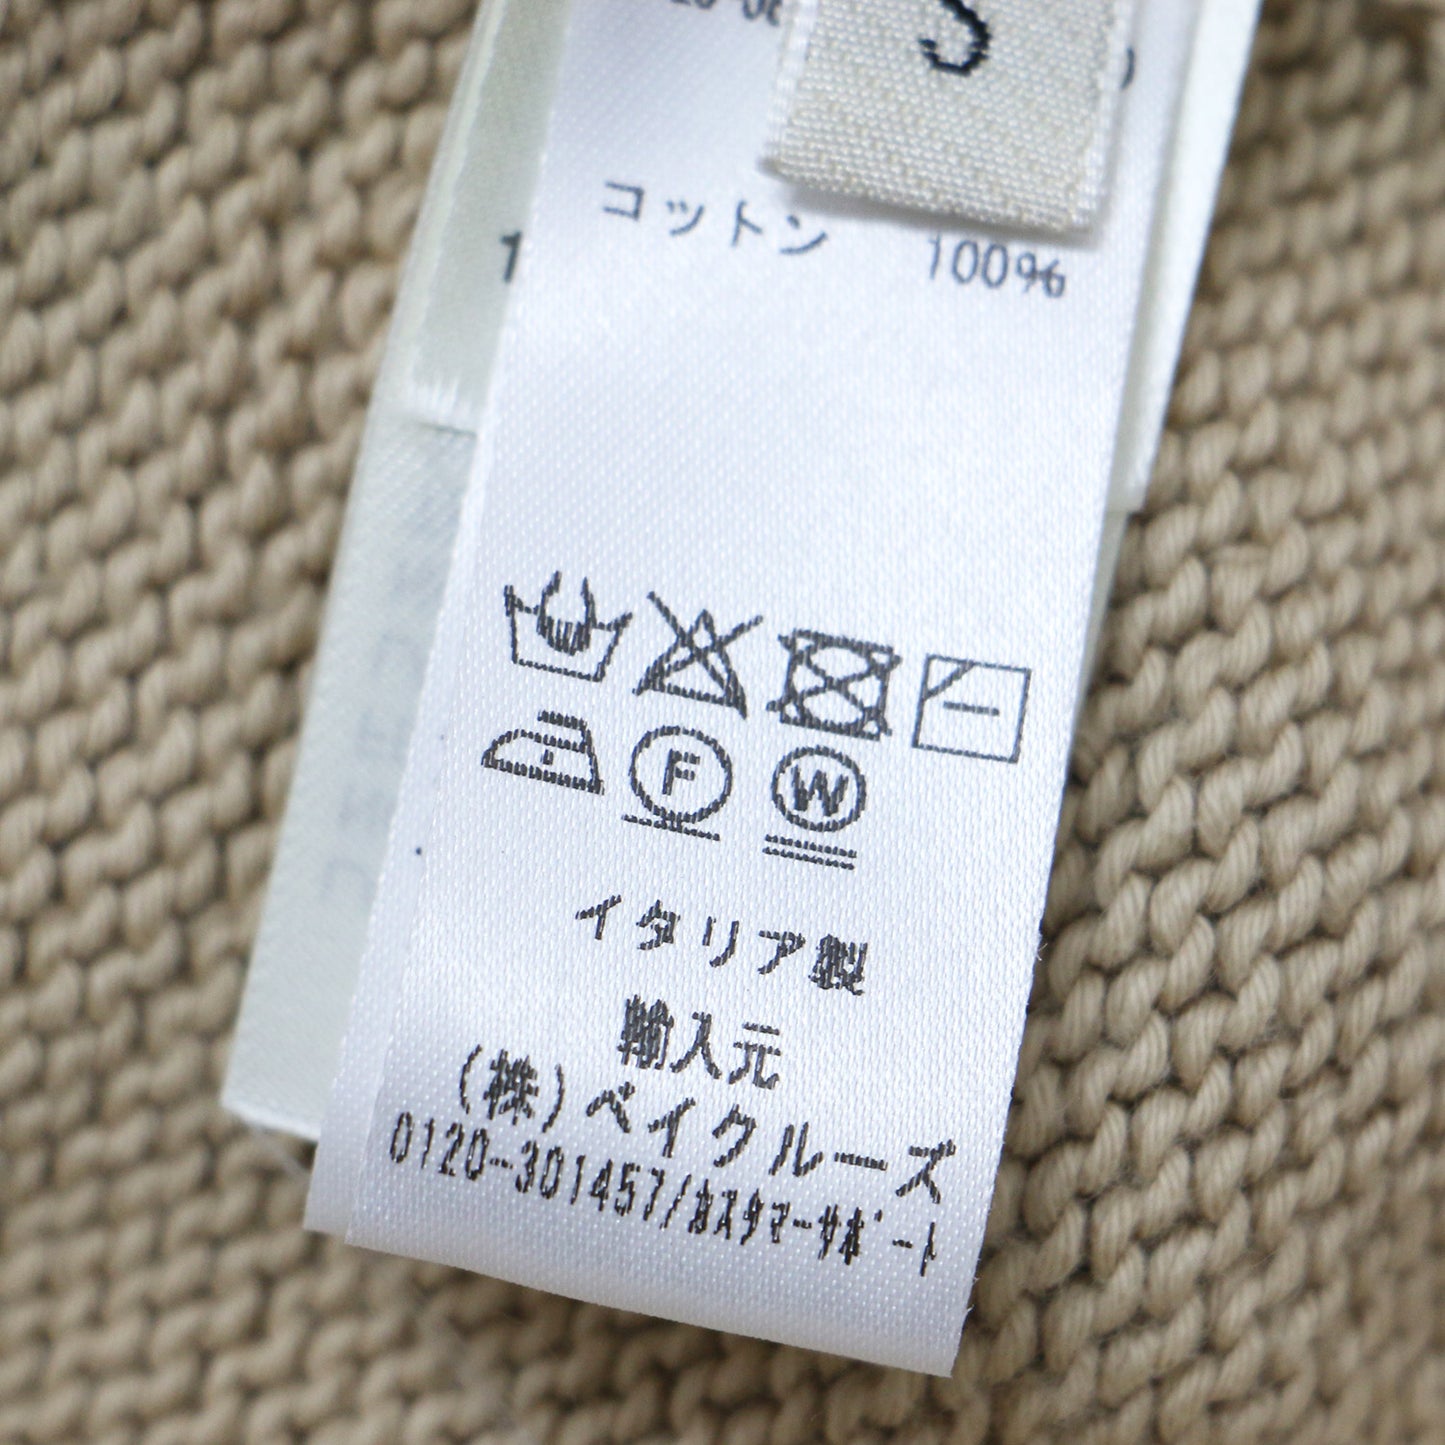 S
コットン 100%
F W
イタリア製
輸入元
(株)ベイクルーズ
0120-301457/ｶｽﾀﾏｰｻﾎﾟｰﾄ